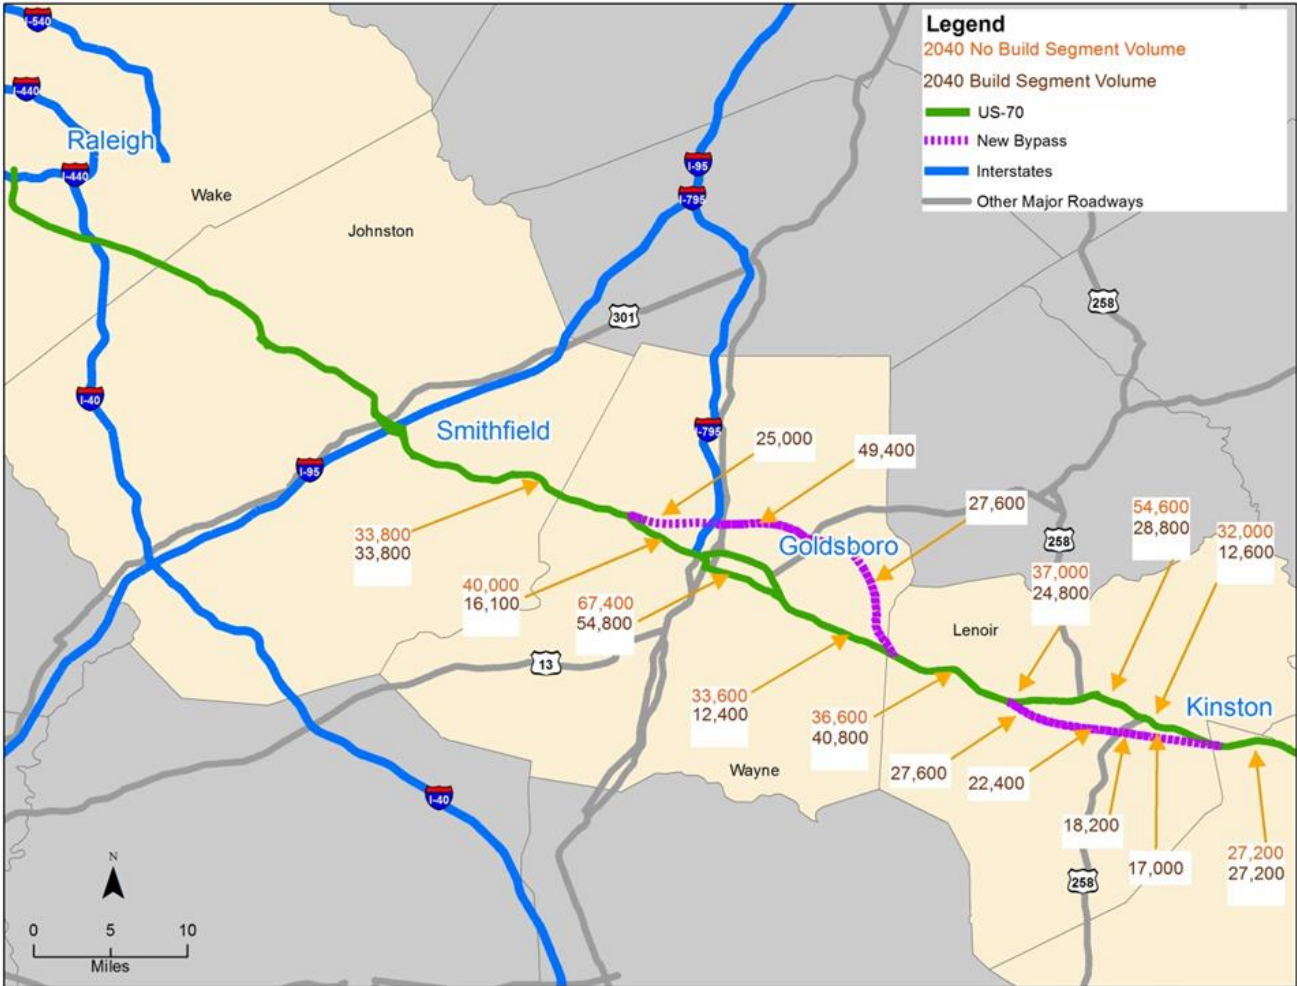 Legend
2040 No Build Segment Volume
2040 Build Segment Volume
US-70
New Bypass
Interstates
Other Major Roadways
I-540
I-440
Raleigh
I-440
Wake
Johnston
I-95
I-795
301
258
I-40
Smithfield
I-95
I-795
25,000
49,400
27,600
54,600
28,800
32,000
12,600
33,800
33,800
Goldsboro
258
37,000
24,800
40,000
16,100
67,400
54,800
13
Lenoir
33,600
12,400
36,600
40,800
Kinston
Wayne
27,600
22,400
I-40
18,200
17,000
27,200
27,200
258
N
0 5 10
Miles